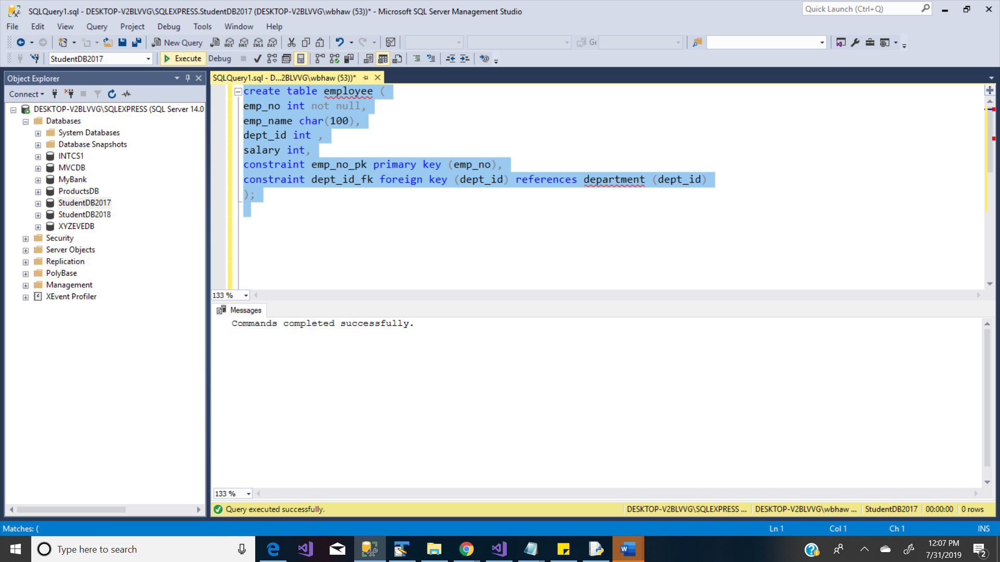 SQLQuery1.sql - DESKTOP-V2BLVVG\SQLEXPRESS.StudentDB2017 (DESKTOP-V2BLVVG\wbhaw (53))* - Microsoft SQL Server Management Studio
Quick Launch (Ctrl+Q)
File Edit View Query Project Debug Tools Window Help
New Query MDX DMX XMLA DAX
StudentDB2017 Execute Debug
Object Explorer
Connect
DESKTOP-V2BLVVG\SQLEXPRESS (SQL Server 14.0
Databases
System Databases
Database Snapshots
INTCS1
MVCDB
MyBank
ProductsDB
StudentDB2017
StudentDB2018
XYZEVEDB
Security
Server Objects
Replication
PolyBase
Management
XEvent Profiler
SQLQuery1.sql - D...2BLVVG\wbhaw (53))*
create table employee (
emp_no int not null,
emp_name char(100),
dept_id int ,
salary int,
constraint emp_no_pk primary key (emp_no),
constraint dept_id_fk foreign key (dept_id) references department (dept_id)
);
133 %
Messages
Commands completed successfully.
133 %
Query executed successfully. DESKTOP-V2BLVVG\SQLEXPRESS ... DESKTOP-V2BLVVG\wbhaw ... StudentDB2017 00:00:00 0 rows
Matches: ( Ln 1 Col 1 Ch 1 INS
Type here to search
12:07 PM
7/31/2019
2